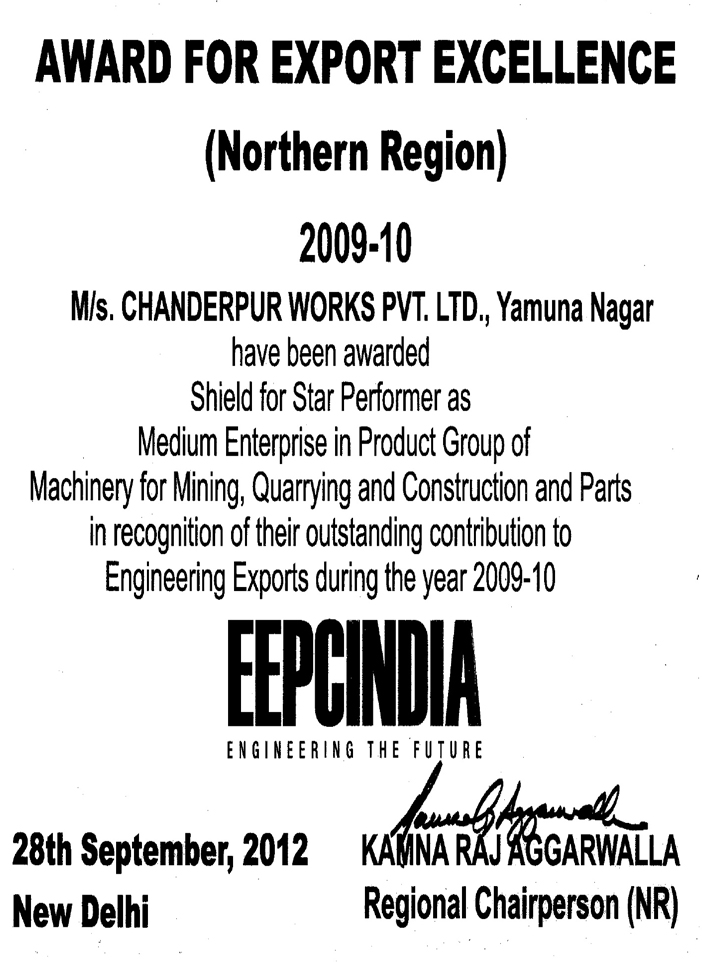 AWARD FOR EXPORT EXCELLENCE
(Northern Region)
2009-10
M/s. CHANDERPUR WORKS PVT. LTD., Yamuna Nagar
have been awarded
Shield for Star Performer as
Medium Enterprise in Product Group of
Machinery for Mining, Quarrying and Construction and Parts
in recognition of their outstanding contribution to
Engineering Exports during the year 2009-10
EEPCINDIA
ENGINEERING THE FUTURE
28th September, 2012
New Delhi
KAMNA RAJ AGGARWALLA
Regional Chairperson (NR)